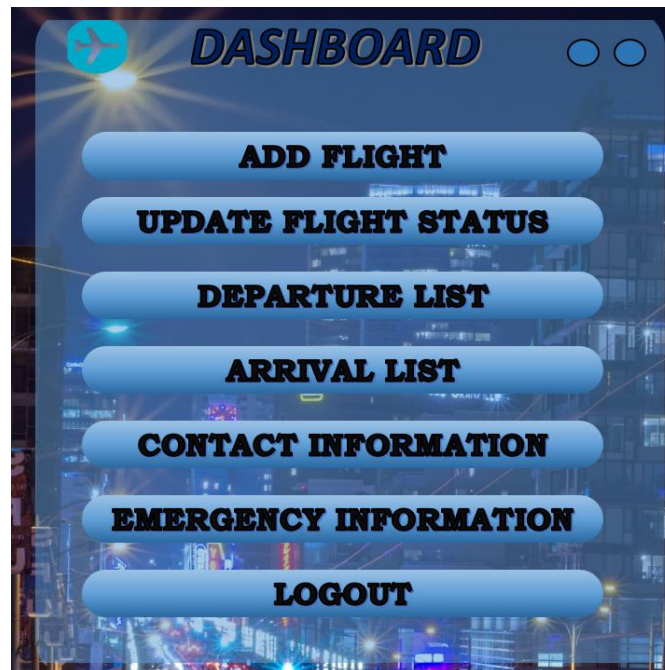 DASHBOARD
ADD FLIGHT
UPDATE FLIGHT STATUS
DEPARTURE LIST
ARRIVAL LIST
CONTACT INFORMATION
EMERGENCY INFORMATION
LOGOUT